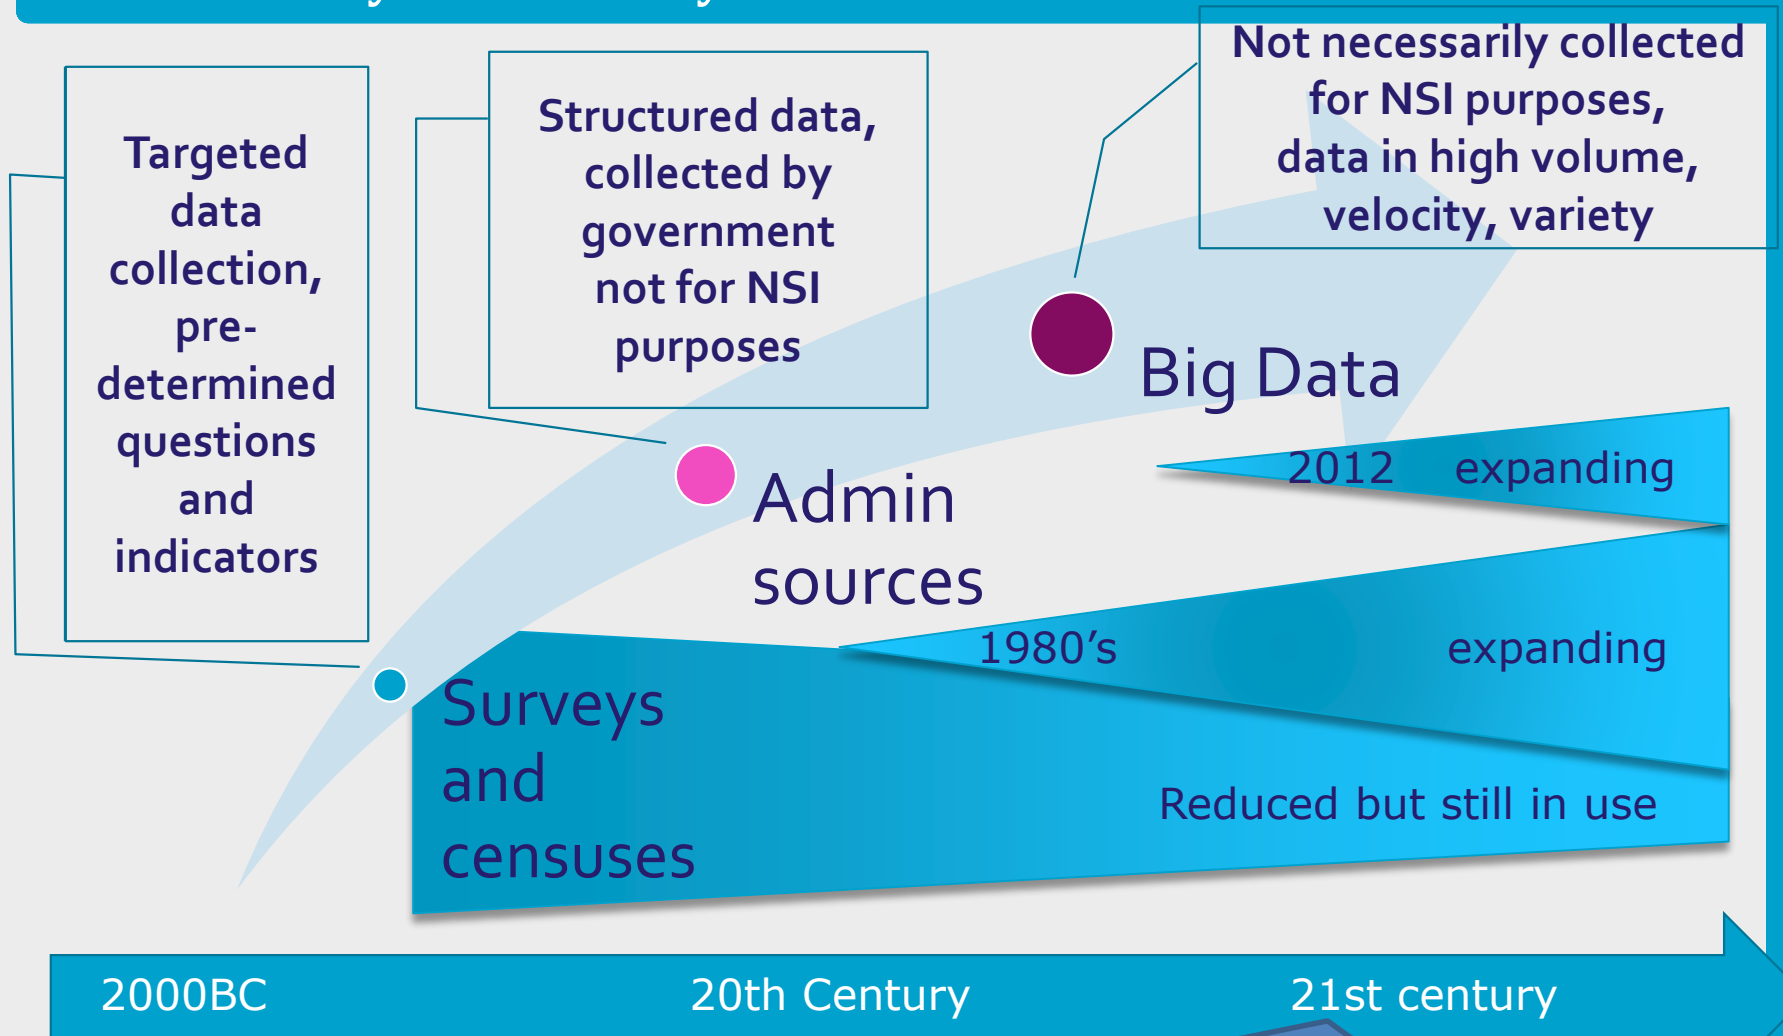 Targeted
data
collection,
pre-
determined
questions
and
indicators
Structured data,
collected by
government
not for NSI
purposes
Not necessarily collected
for NSI purposes,
data in high volume,
velocity, variety
Big Data
2012 expanding
Admin
sources
1980's expanding
Surveys
and
censuses
Reduced but still in use
2000BC 20th Century 21st century